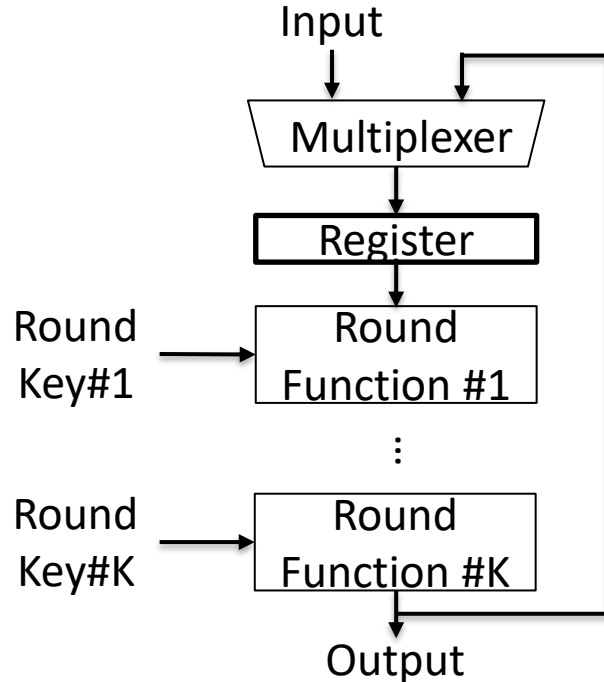 Input
Multiplexer
Register
Round
Key#1
Round
Function #1
...
Round
Key#K
Round
Function #K
Output